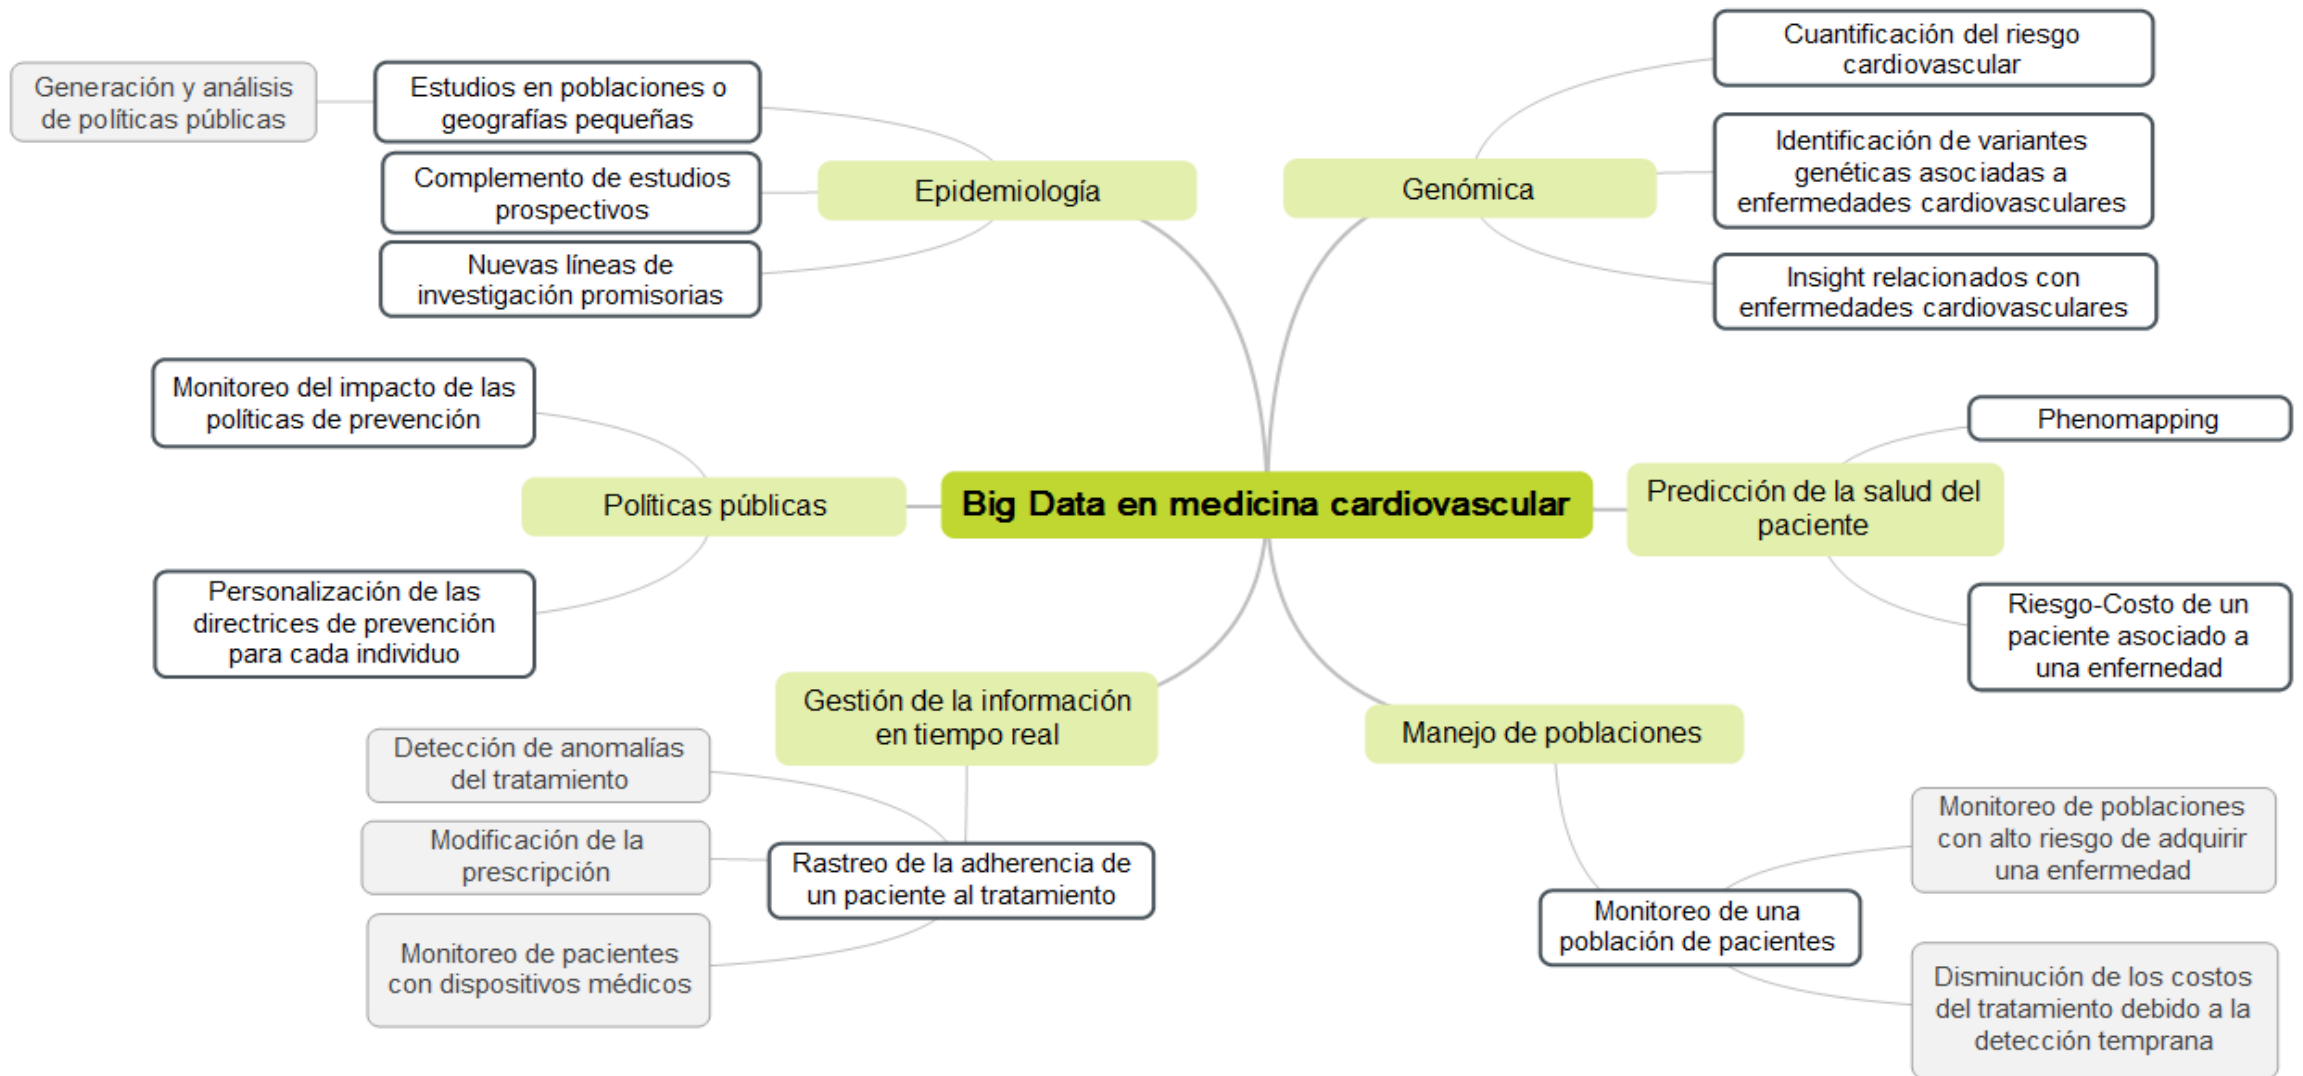 Cuantificación del riesgo
cardiovascular
Generación y análisis
de políticas públicas
Estudios en poblaciones o
geografías pequeñas
Identificación de variantes
genéticas asociadas a
enfermedades cardiovasculares
Epidemiología
Genómica
Complemento de estudios
prospectivos
Nuevas líneas de
investigación promisorias
Insight relacionados con
enfermedades cardiovasculares
Monitoreo del impacto de las
políticas de prevención
Phenomapping
Políticas públicas
Big Data en medicina cardiovascular
Predicción de la salud del
paciente
Personalización de las
directrices de prevención
para cada individuo
Riesgo-Costo de un
paciente asociado a
una enfernedad
Gestión de la información
en tiempo real
Manejo de poblaciones
Detección de anomalías
del tratamiento
Modificación de la
prescripción
Rastreo de la adherencia de
un paciente al tratamiento
Monitoreo de pacientes
con dispositivos médicos
Monitoreo de poblaciones
con alto riesgo de adquirir
una enfermedad
Monitoreo de una
población de pacientes
Disminución de los costos
del tratamiento debido a la
detección temprana